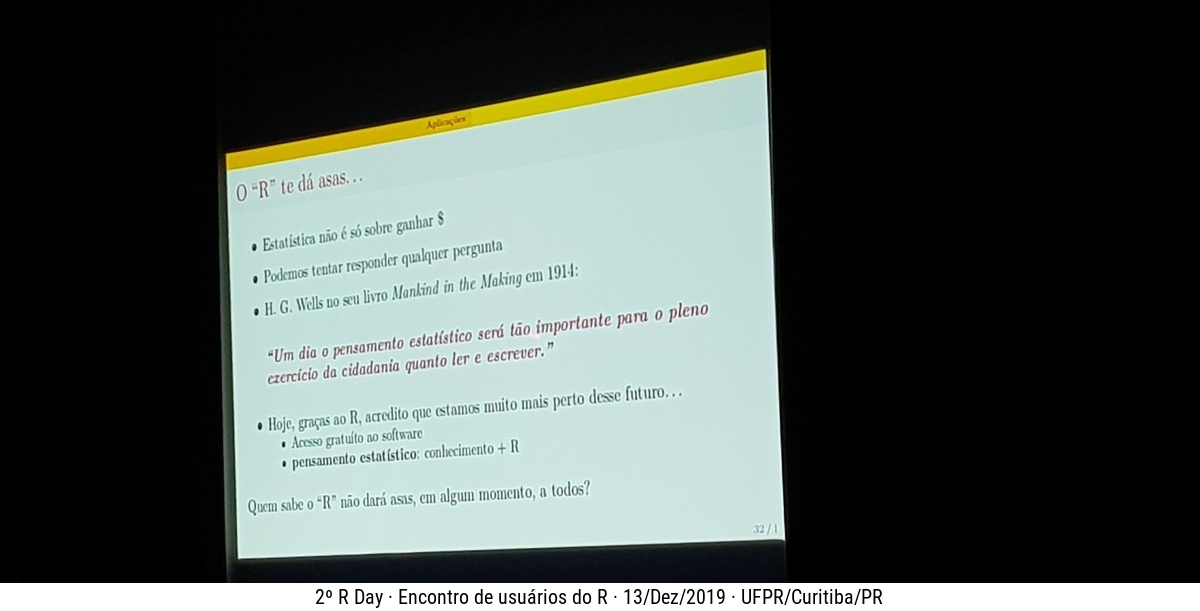 Aplicações
O “R” te dá asas...
• Estatística não é só sobre ganhar $
• Podemos tentar responder qualquer pergunta
• H. G. Wells no seu livro Mankind in the Making em 1914:
“Um dia o pensamento estatístico será tão importante para o pleno
exercício da cidadania quanto ler e escrever.”
• Hoje, graças ao R, acredito que estamos muito mais perto desse futuro...
• Acesso gratuíto ao software
• pensamento estatístico: conhecimento + R
Quem sabe o “R” não dará asas, em algum momento, a todos?
32 / 1
2º R Day · Encontro de usuários do R · 13/Dez/2019 · UFPR/Curitiba/PR